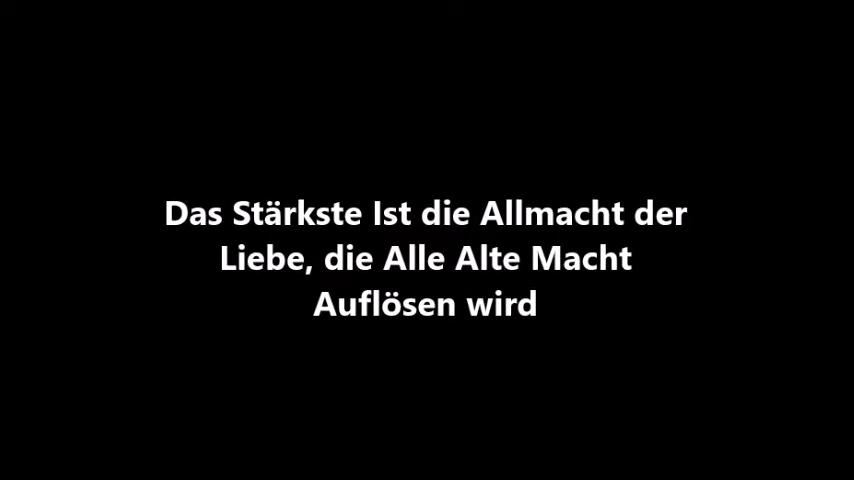 Das Stärkste Ist die Allmacht der
Liebe, die Alle Alte Macht
Auflösen wird